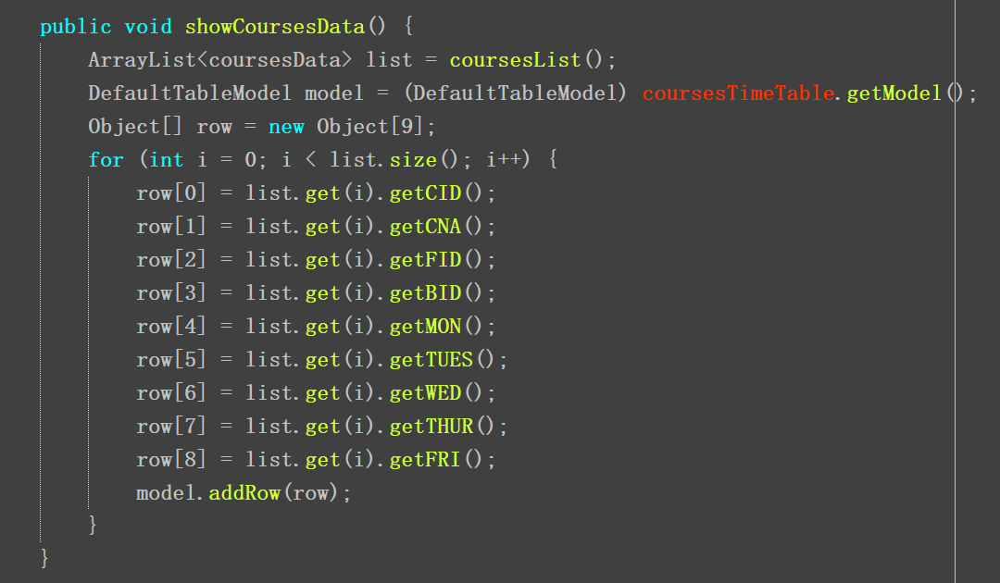 public void showCoursesData() {
    ArrayList<coursesData> list = coursesList();
    DefaultTableModel model = (DefaultTableModel) coursesTimeTable.getModel();
    Object[] row = new Object[9];
    for (int i = 0; i < list.size(); i++) {
        row[0] = list.get(i).getCID();
        row[1] = list.get(i).getCNA();
        row[2] = list.get(i).getFID();
        row[3] = list.get(i).getBID();
        row[4] = list.get(i).getMON();
        row[5] = list.get(i).getTUES();
        row[6] = list.get(i).getWED();
        row[7] = list.get(i).getTHUR();
        row[8] = list.get(i).getFRI();
        model.addRow(row);
    }
}